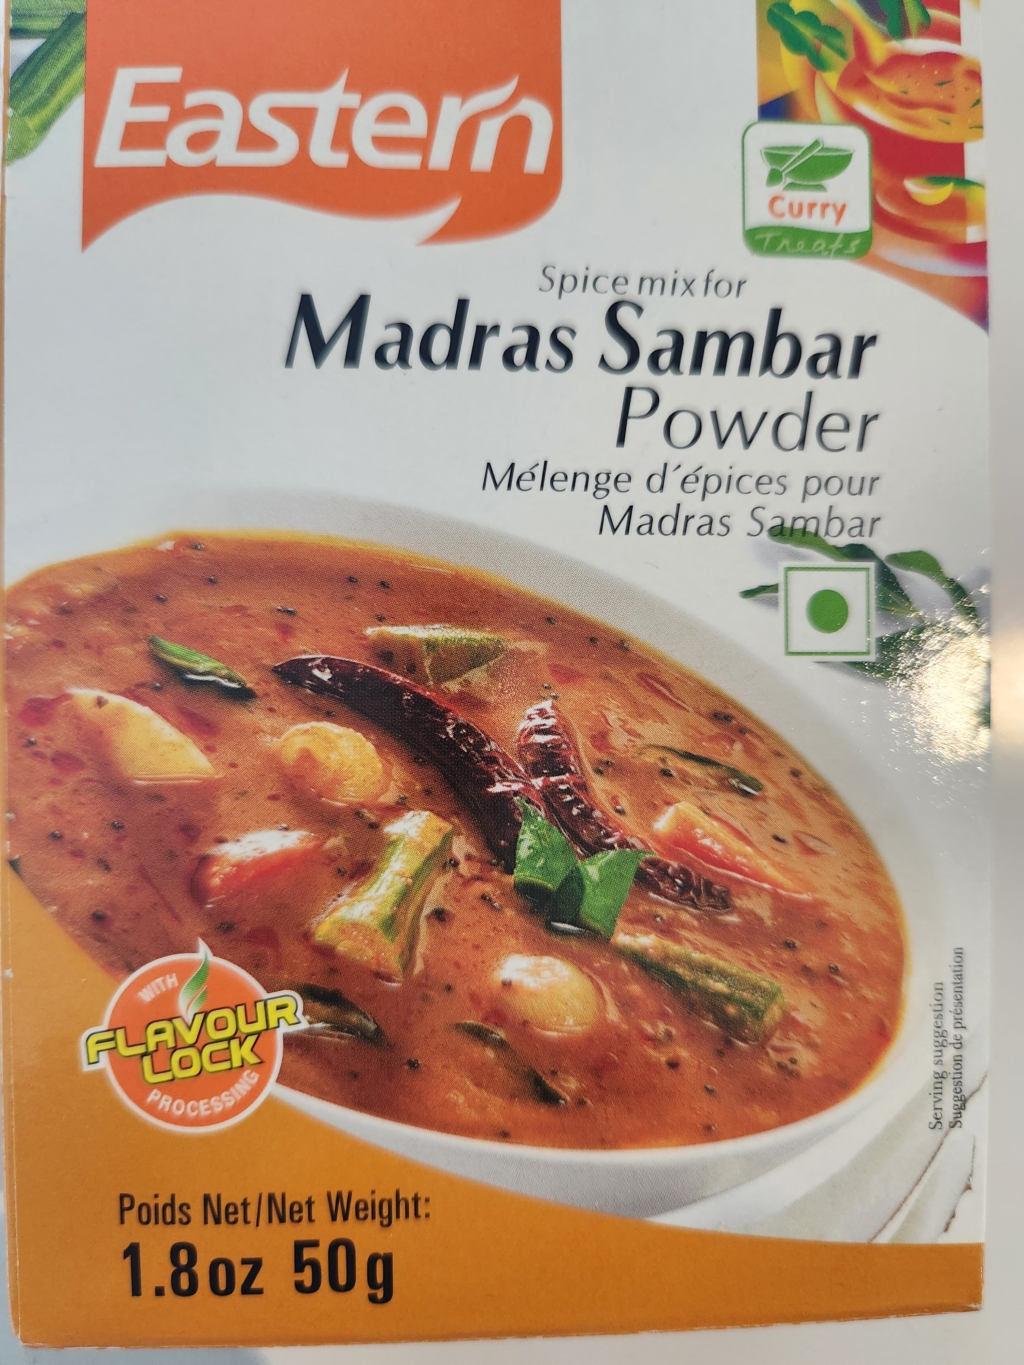 Eastern
Curry
Treats
Spice mix for
Madras Sambar
Powder
Mélenge d´épices pour
Madras Sambar
WITH
FLAVOUR
LOCK
PROCESSING
Serving suggestion
Suggestion de présentation
Poids Net/Net Weight:
1.8oz 50g